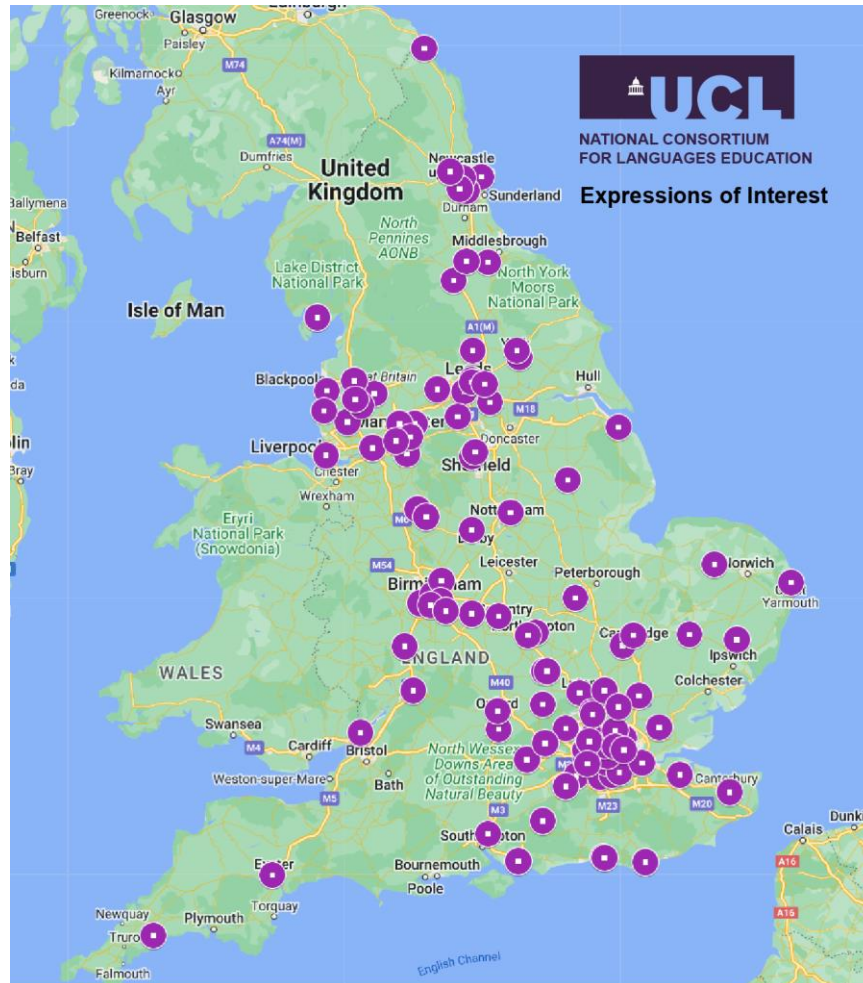 Greenock
Glasgow
Paisley
Kilmarnock
Ayr
M74
A74(M)
Dumfries
United
Kingdom
Newcastle
Sunderland
Durham
North
Pennines
AONB
Middlesbrough
Lake District
National Park
North York
Moors
National Park
Ballymena
Belfast
Isle of Man
A1(M)
Blackpool
Hull
M18
Doncaster
Liverpool
Chester
Wrexham
Eryri
National Park
(Snowdonia)
M54
Leicester
Peterborough
Norwich
Yarmouth
Birmingham
WALES
ENGLAND
Ipswich
Colchester
M40
Swansea
M4
Cardiff
Bristol
Weston-super-Mare
Bath
North Wessex
Downs Area
of Outstanding
Natural Beauty
Canterbury
M5
M3
M23
M20
Bournemouth
Poole
Calais
A16
A16
Torquay
Newquay
Plymouth
Truro
Falmouth
English Channel
UCL
NATIONAL CONSORTIUM
FOR LANGUAGES EDUCATION
Expressions of Interest